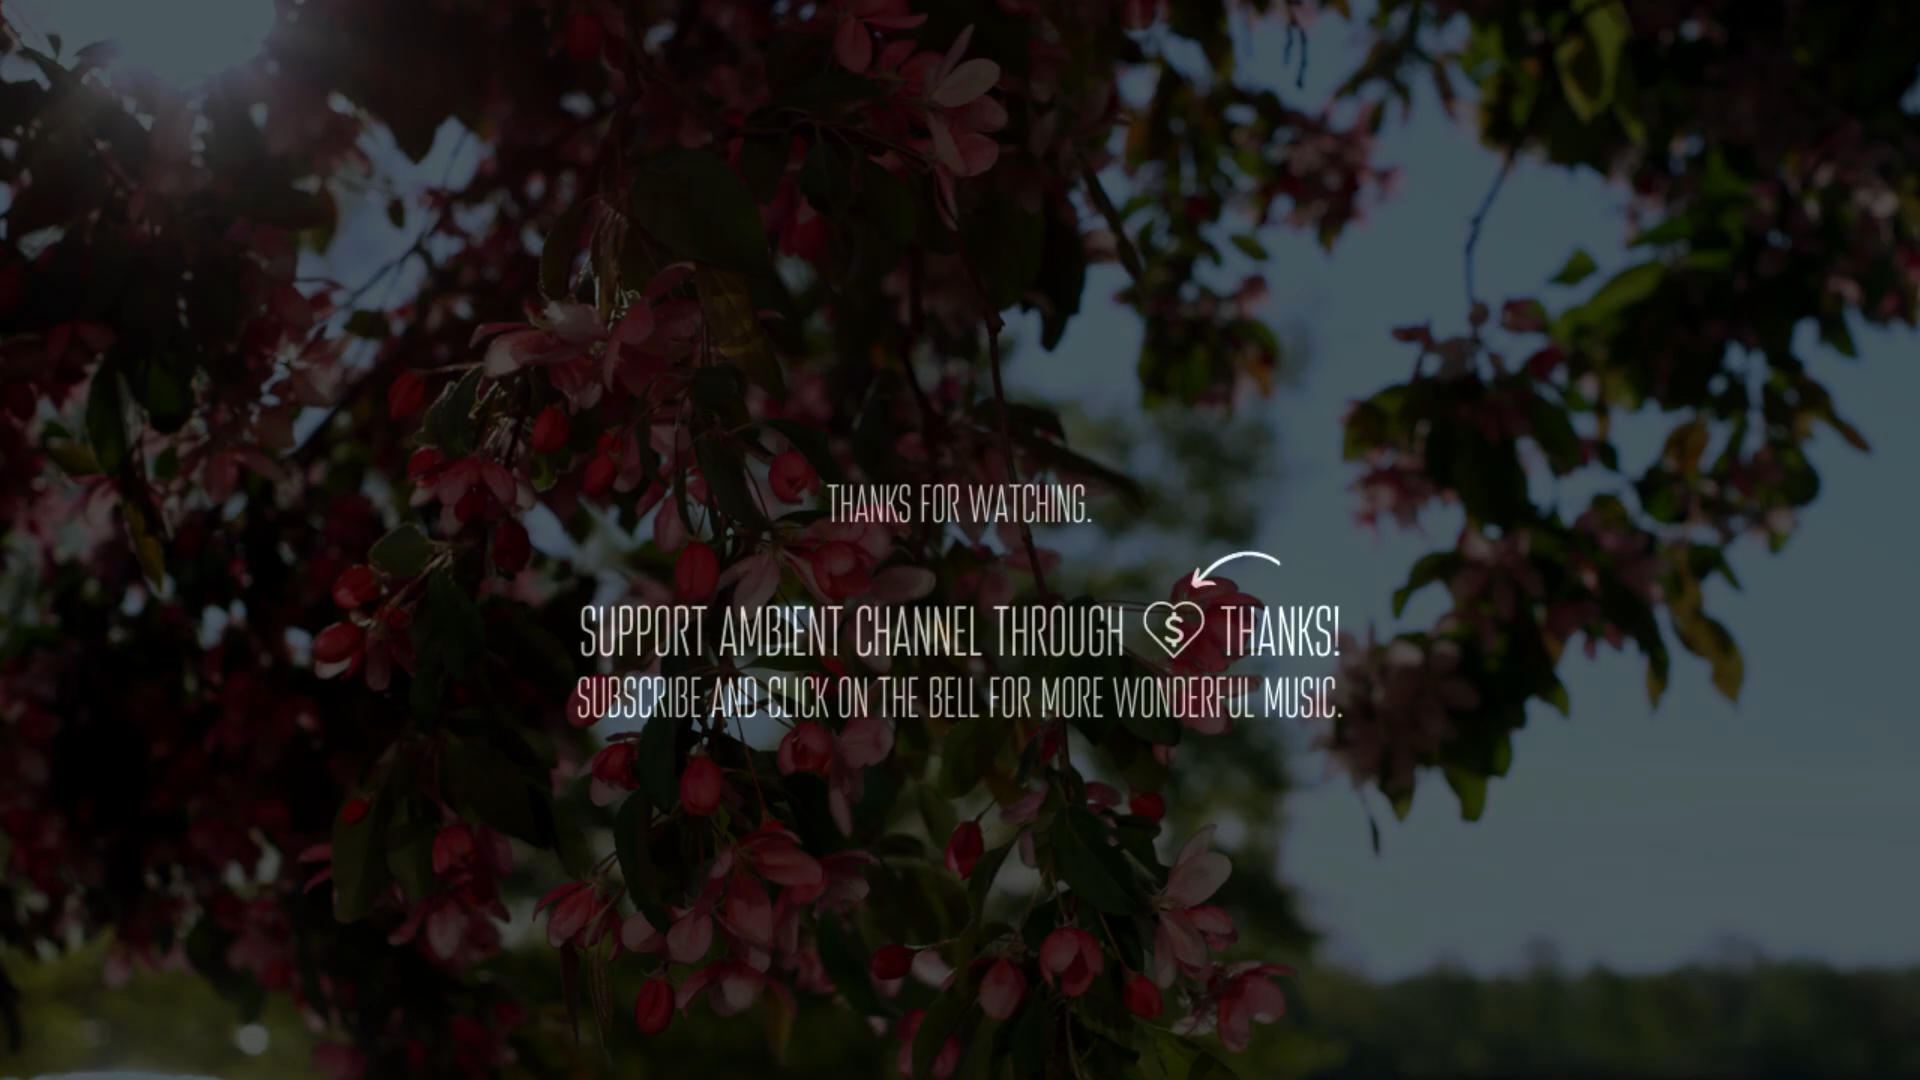 THANKS FOR WATCHING.
SUPPORT AMBIENT CHANNEL THROUGH $ THANKS!
SUBSCRIBE AND CLICK ON THE BELL FOR MORE WONDERFUL MUSIC.